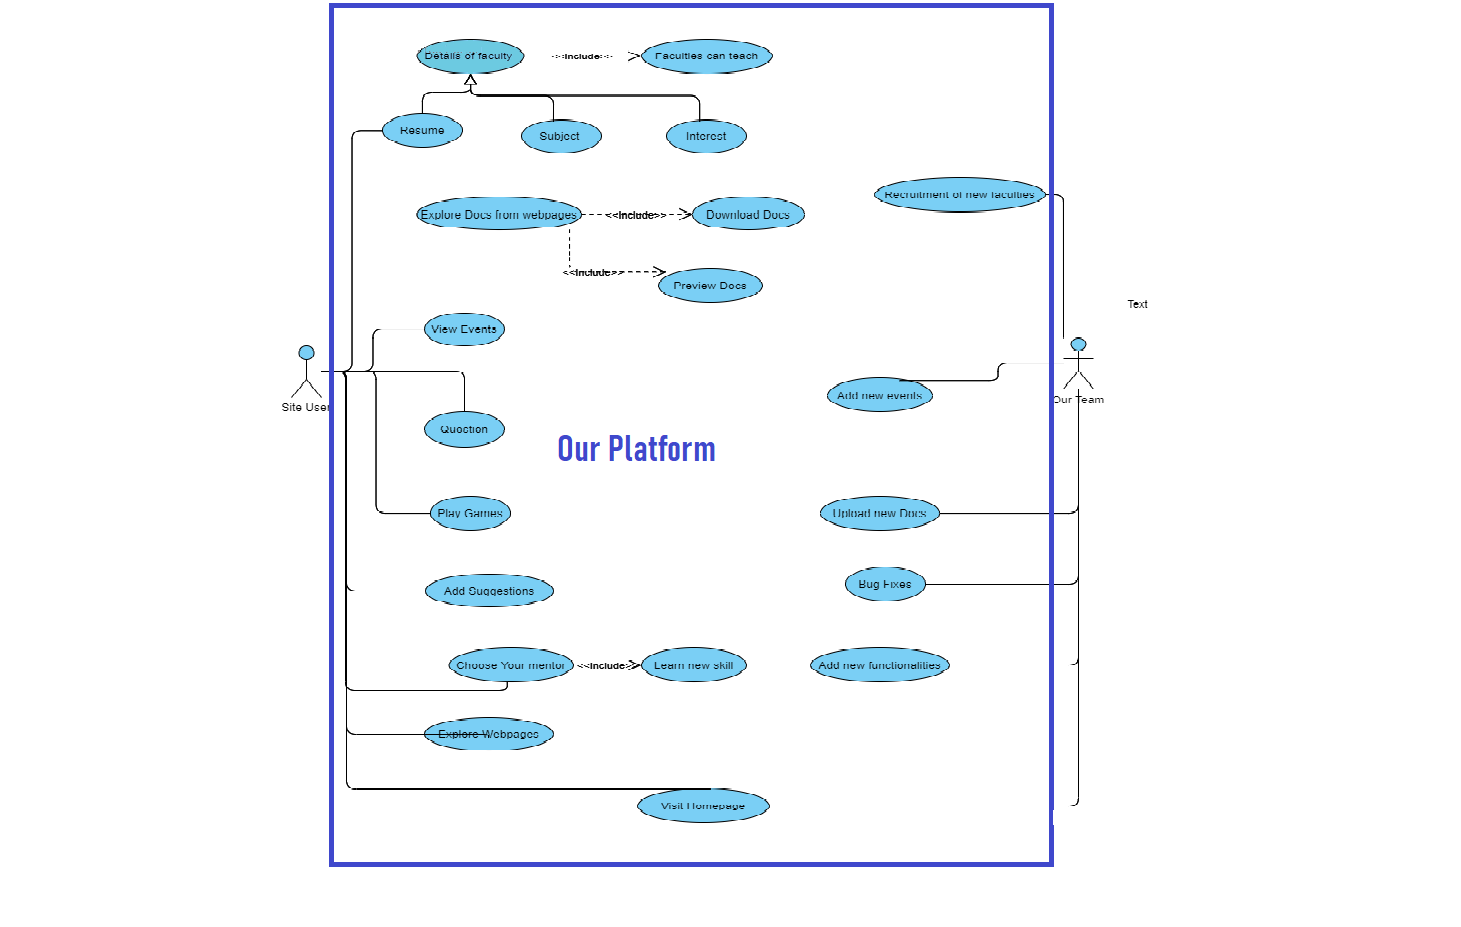 Details of faculty
<<Include>>
Faculties can teach
Resume
Subject
Interest
Recruitment of new faculties
Explore Docs from webpages
<<Include>>
Download Docs
<<Include>>
Preview Docs
Text
View Events
Site User
Add new events
Our Team
Question
Our Platform
Play Games
Upload new Docs
Add Suggestions
Bug Fixes
Choose Your mentor
<<Include>>
Learn new skill
Add new functionalities
Explore Webpages
Visit Homepage